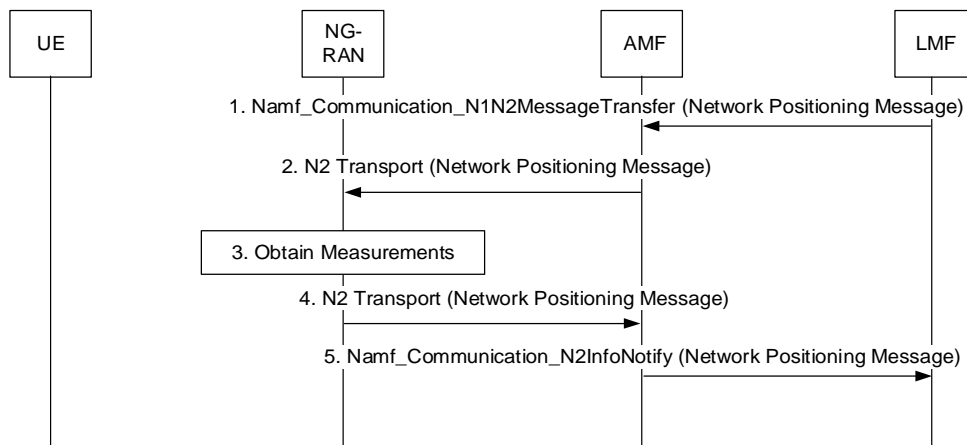 UE
NG-
RAN
AMF
LMF
1. Namf_Communication_N1N2MessageTransfer (Network Positioning Message)
2. N2 Transport (Network Positioning Message)
3. Obtain Measurements
4. N2 Transport (Network Positioning Message)
5. Namf_Communication_N2InfoNotify (Network Positioning Message)